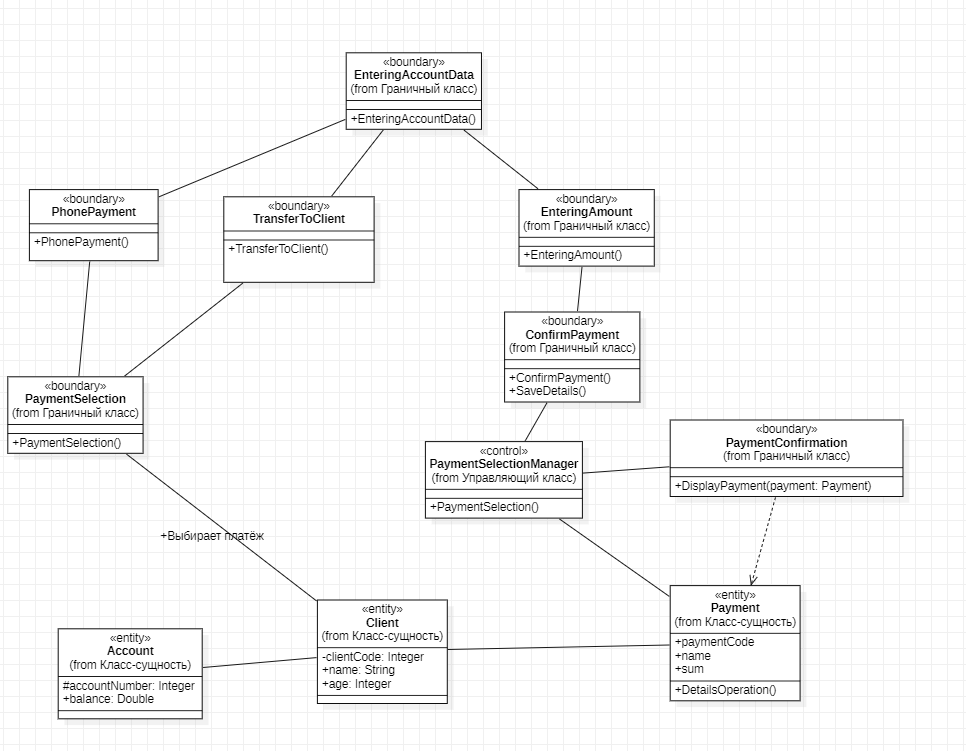 «boundary»
EnteringAccountData
(from Граничный класс)
+EnteringAccountData()
«boundary»
PhonePayment
+PhonePayment()
«boundary»
TransferToClient
+TransferToClient()
«boundary»
EnteringAmount
(from Граничный класс)
+EnteringAmount()
«boundary»
ConfirmPayment
(from Граничный класс)
+ConfirmPayment()
+SaveDetails()
«boundary»
PaymentSelection
(from Граничный класс)
+PaymentSelection()
«control»
PaymentSelectionManager
(from Управляющий класс)
+PaymentSelection()
«boundary»
PaymentConfirmation
(from Граничный класс)
+DisplayPayment(payment: Payment)
+Выбирает платёж
«entity»
Account
(from Класс-сущность)
#accountNumber: Integer
+balance: Double
«entity»
Client
(from Класс-сущность)
-clientCode: Integer
+name: String
+age: Integer
«entity»
Payment
(from Класс-сущность)
+paymentCode
+name
+sum
+DetailsOperation()